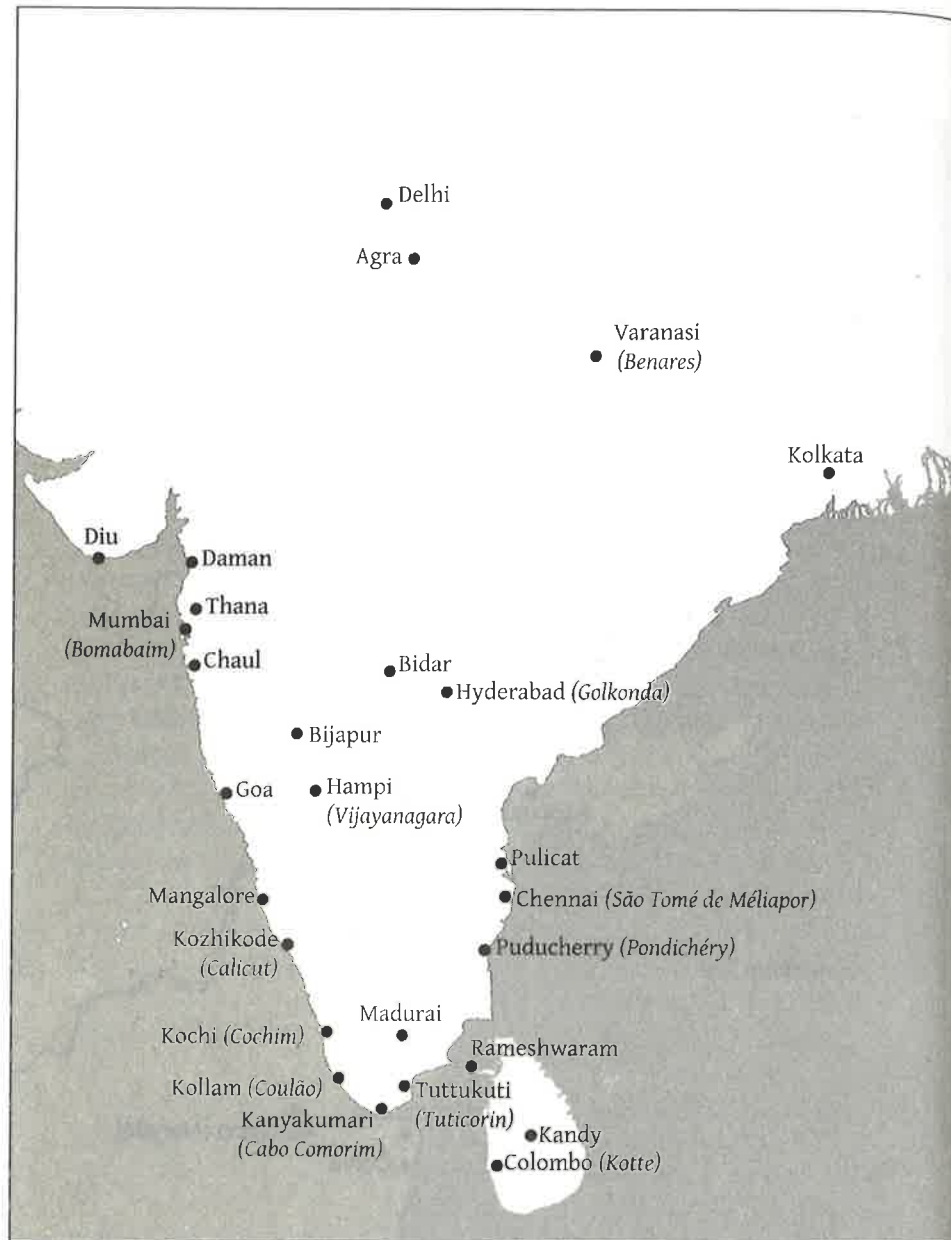 Delhi
Agra
Varanasi
(Benares)
Kolkata
Diu
Daman
Thana
Mumbai
(Bomabaim)
Chaul
Bidar
Hyderabad (Golkonda)
Bijapur
Goa
Hampi
(Vijayanagara)
Pulicat
Mangalore
Chennai (São Tomé de Méliapor)
Kozhikode
(Calicut)
Puducherry (Pondichéry)
Kochi (Cochim)
Madurai
Rameshwaram
Kollam (Coulão)
Tuttukuti
(Tuticorin)
Kanyakumari
(Cabo Comorim)
Kandy
Colombo (Kotte)